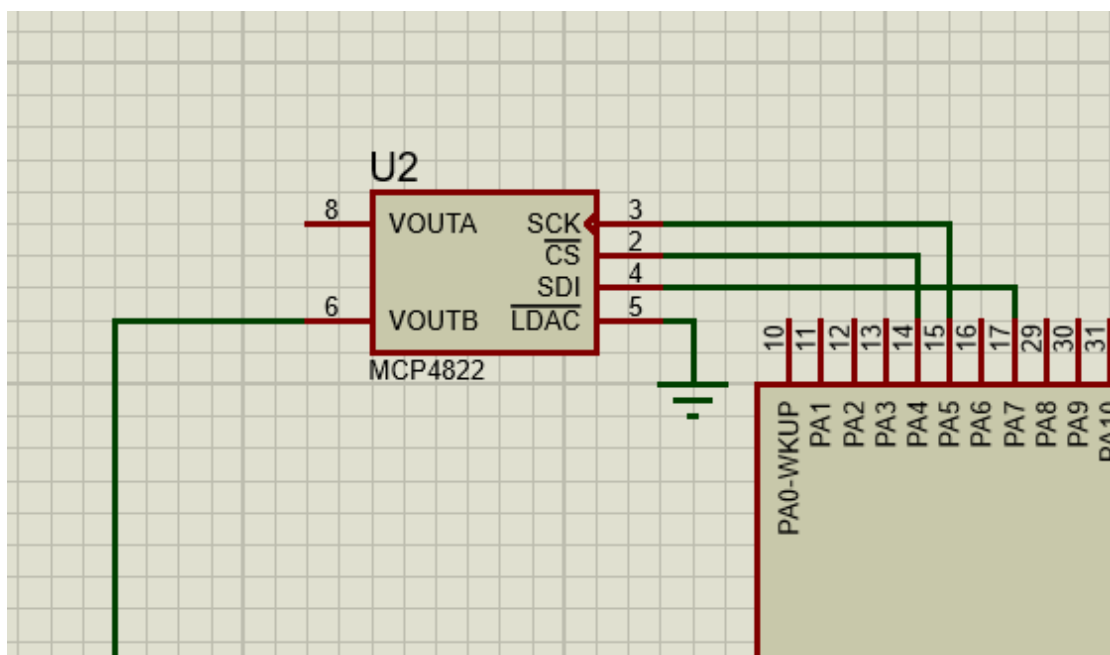 U2
8 VOUTA SCK 3
CS 2
SDI 4
6 VOUTB LDAC 5
MCP4822
10 11 12 13 14 15 16 17 29 30 31
PA0-WKUP PA1 PA2 PA3 PA4 PA5 PA6 PA7 PA8 PA9 PA10